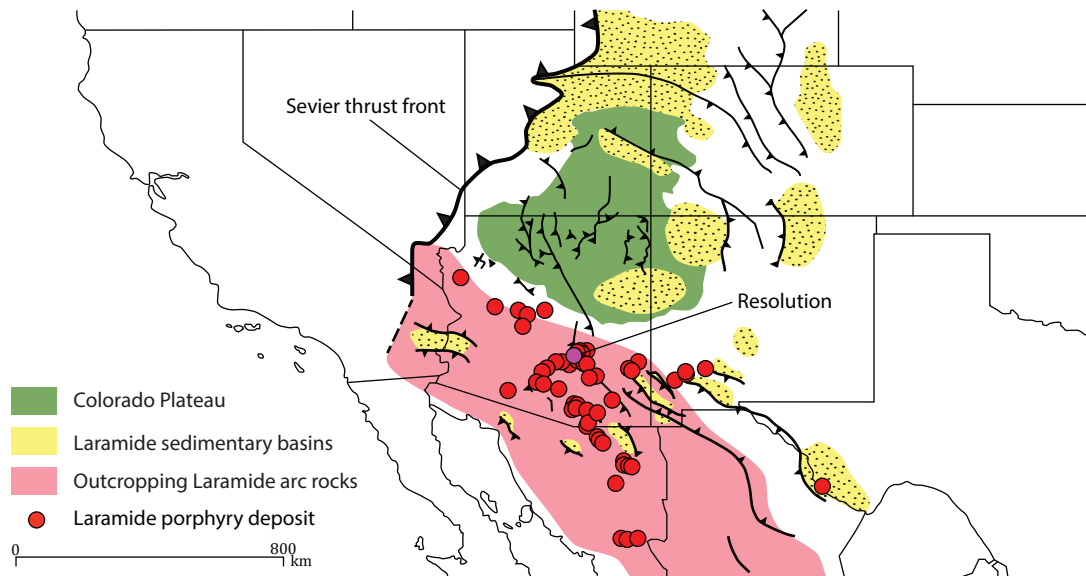 Sevier thrust front
Resolution
Colorado Plateau
Laramide sedimentary basins
Outcropping Laramide arc rocks
Laramide porphyry deposit
0
800
km